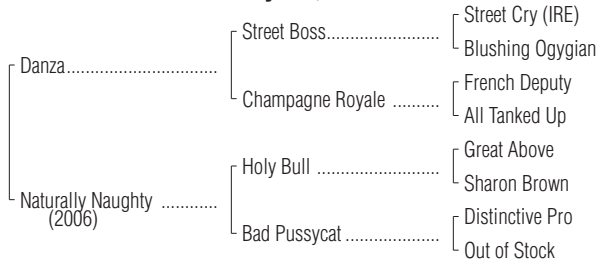 Street Cry (IRE)
Street Boss
Blushing Ogygian
Danza
French Deputy
Champagne Royale
All Tanked Up
Great Above
Holy Bull
Sharon Brown
Naturally Naughty
(2006)
Distinctive Pro
Bad Pussycat
Out of Stock